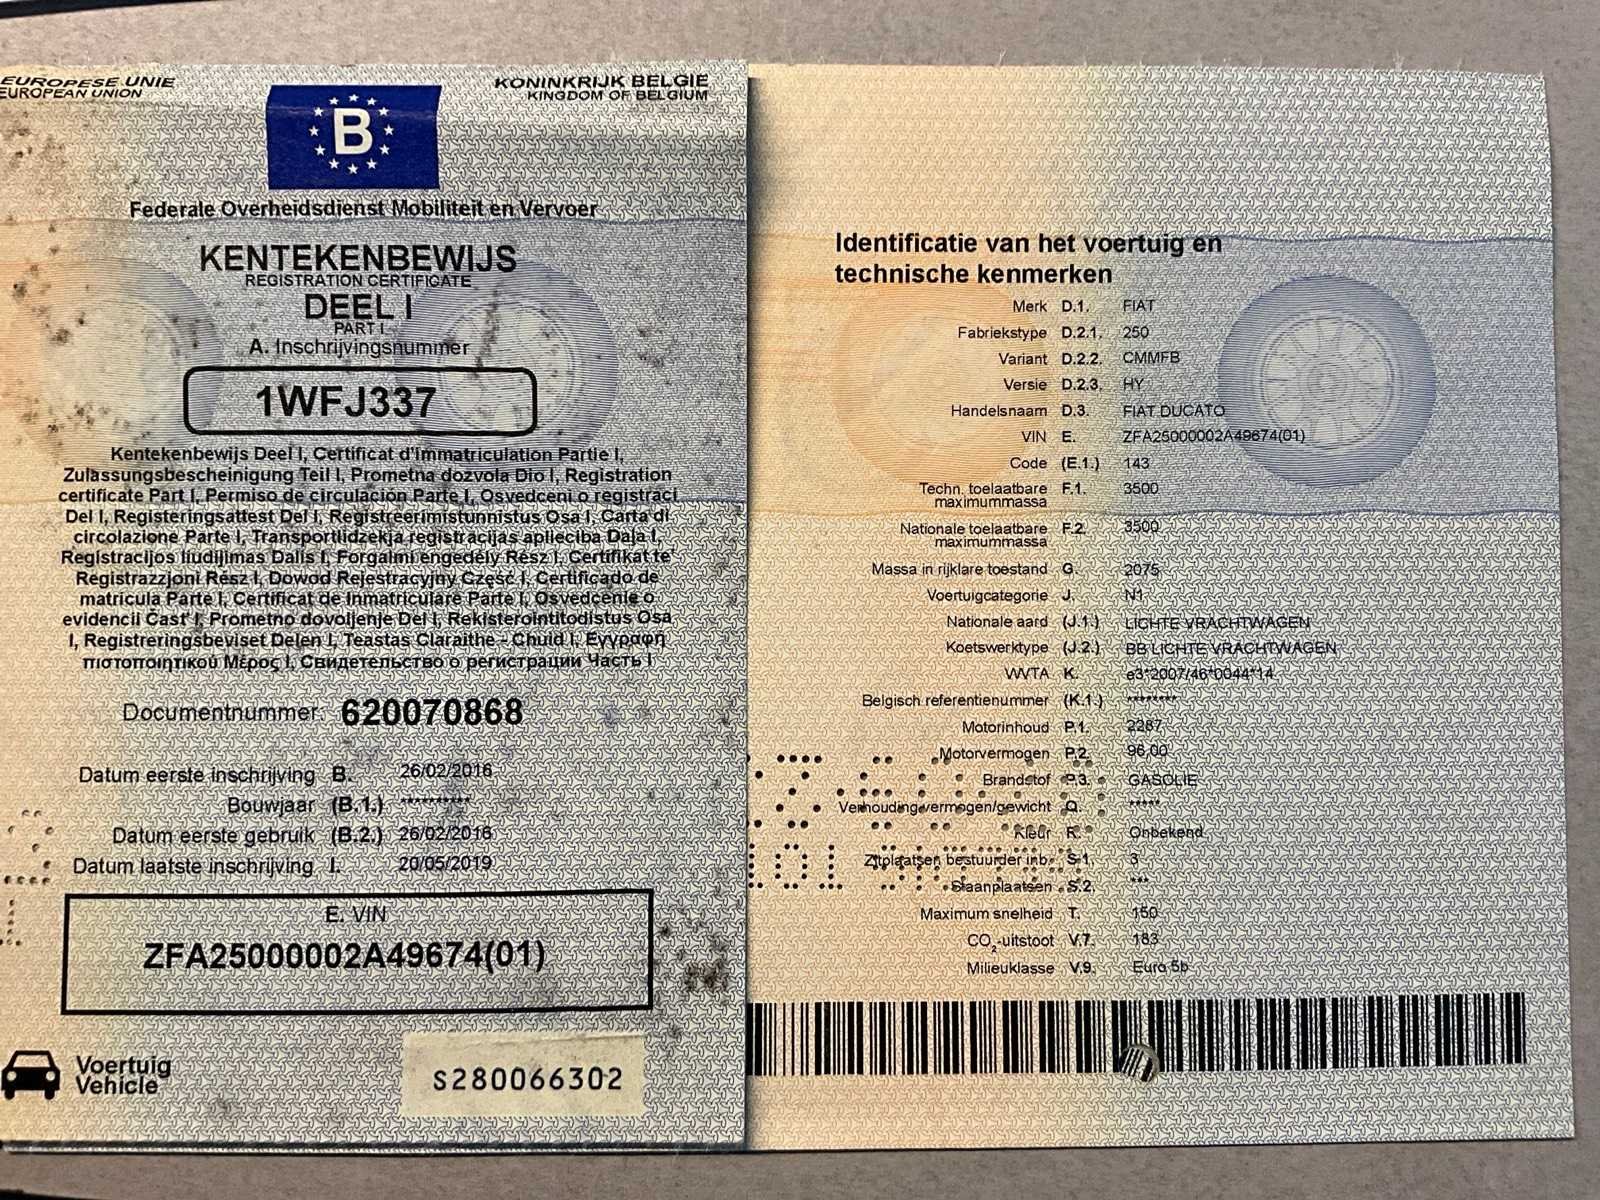 EUROPESE UNIE
EUROPEAN UNION
KONINKRIJK BELGIE
KINGDOM OF BELGIUM
B
Federale Overheidsdienst Mobiliteit en Vervoer
KENTEKENBEWIJS
REGISTRATION CERTIFICATE
DEEL I
PART I
A. Inschrijvingsnummer
1WFJ337
Kentekenbewijs Deel I, Certificat d'immatriculation Partie I,
Zulassungsbescheinigung Teil I, Prometna dozvola Dio I, Registration
certificate Part I, Permiso de circulación Parte I, Osvedceni o registraci
Del I, Registeringsattest Del I, Registreerimistunnistus Osa I, Carta di
circolazione Parte I, Transportlidzekja registracijas aplieciba Daja I,
Registracijos liudijimas Dalis I, Forgalmi engedély Rész I, Certifikat te'
Registrazzjoni Rész I, Dowod Rejestracyjny Część I, Certificado de
matricula Parte I, Certificat de Inmatriculare Parte I, Osvedcenie o
evidencii Čast' I, Prometno dovoljenje Del I, Rekisterointitodistus Osa
I, Registreringsbeviset Delen I, Teastas Claraithe - Chuid I, Εγγραφή
πιστοποιητικού Μέρος I, Свидетельство о регистрации Часть I
Documentnummer: 620070868
Datum eerste inschrijving B. 26/02/2016
Bouwjaar (B.1.) **********
Datum eerste gebruik (B.2.) 26/02/2016
Datum laatste inschrijving I. 20/05/2019
E. VIN
ZFA25000002A49674(01)
Voertuig
Vehicle
S280066302
Identificatie van het voertuig en
technische kenmerken
Merk D.1. FIAT
Fabriekstype D.2.1. 250
Variant D.2.2. CMMFB
Versie D.2.3. HY
Handelsnaam D.3. FIAT DUCATO
VIN E. ZFA25000002A49674(01)
Code (E.1.) 143
Techn. toelaatbare F.1. 3500
maximummassa
Nationale toelaatbare F.2. 3500
maximummassa
Massa in rijklare toestand G. 2075
Voertuigcategorie J. N1
Nationale aard (J.1.) LICHTE VRACHTWAGEN
Koetswerktype (J.2.) BB LICHTE VRACHTWAGEN
WVTA K. e3*2007/46*0044*14
Belgisch referentienummer (K.1.) ********
Motorinhoud P.1. 2287
Motorvermogen P.2. 96,00
Brandstof P.3. GASOLIE
Verhouding vermogen/gewicht Q. *****
Kleur R. Onbekend
Zitplaatsen bestuurder inb. S.1. 3
Staanplaatsen S.2. ***
Maximum snelheid T. 150
CO2-uitstoot V.7. 183
Milieuklasse V.9. Euro 5b